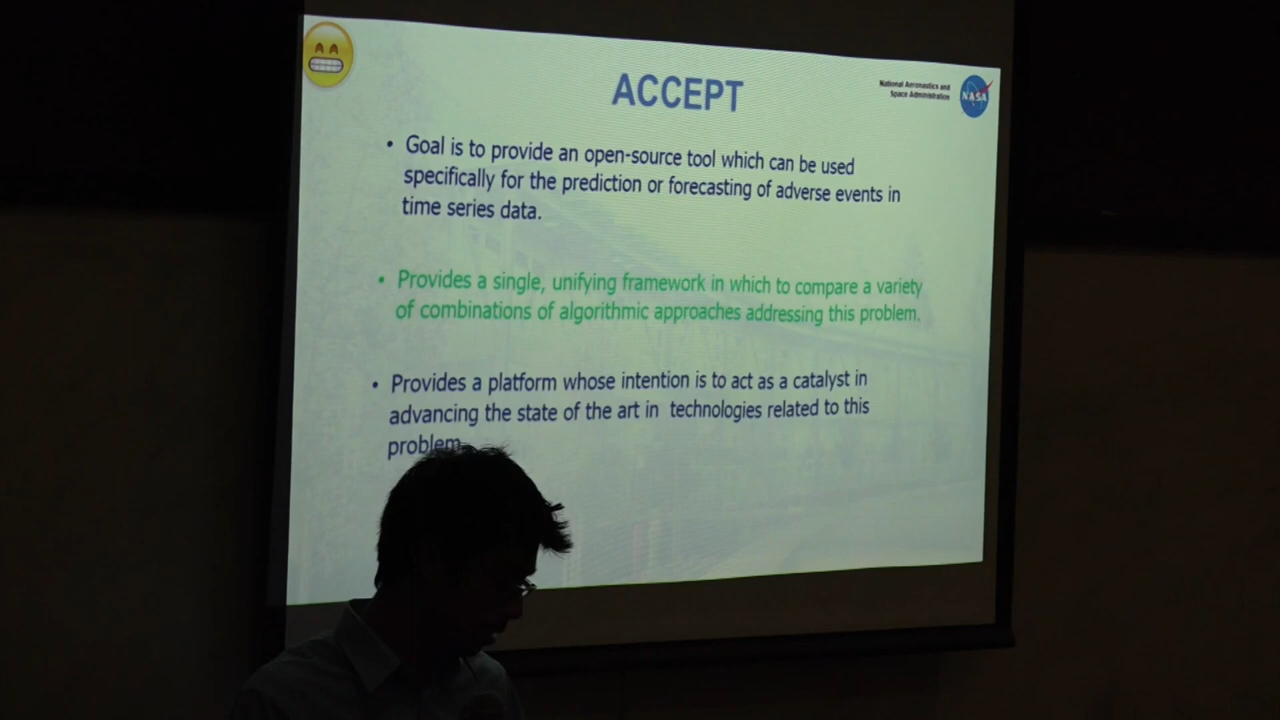 ACCEPT
National Aeronautics and
Space Administration
NASA
• Goal is to provide an open-source tool which can be used
specifically for the prediction or forecasting of adverse events in
time series data.
• Provides a single, unifying framework in which to compare a variety
of combinations of algorithmic approaches addressing this problem.
• Provides a platform whose intention is to act as a catalyst in
advancing the state of the art in technologies related to this
problem.